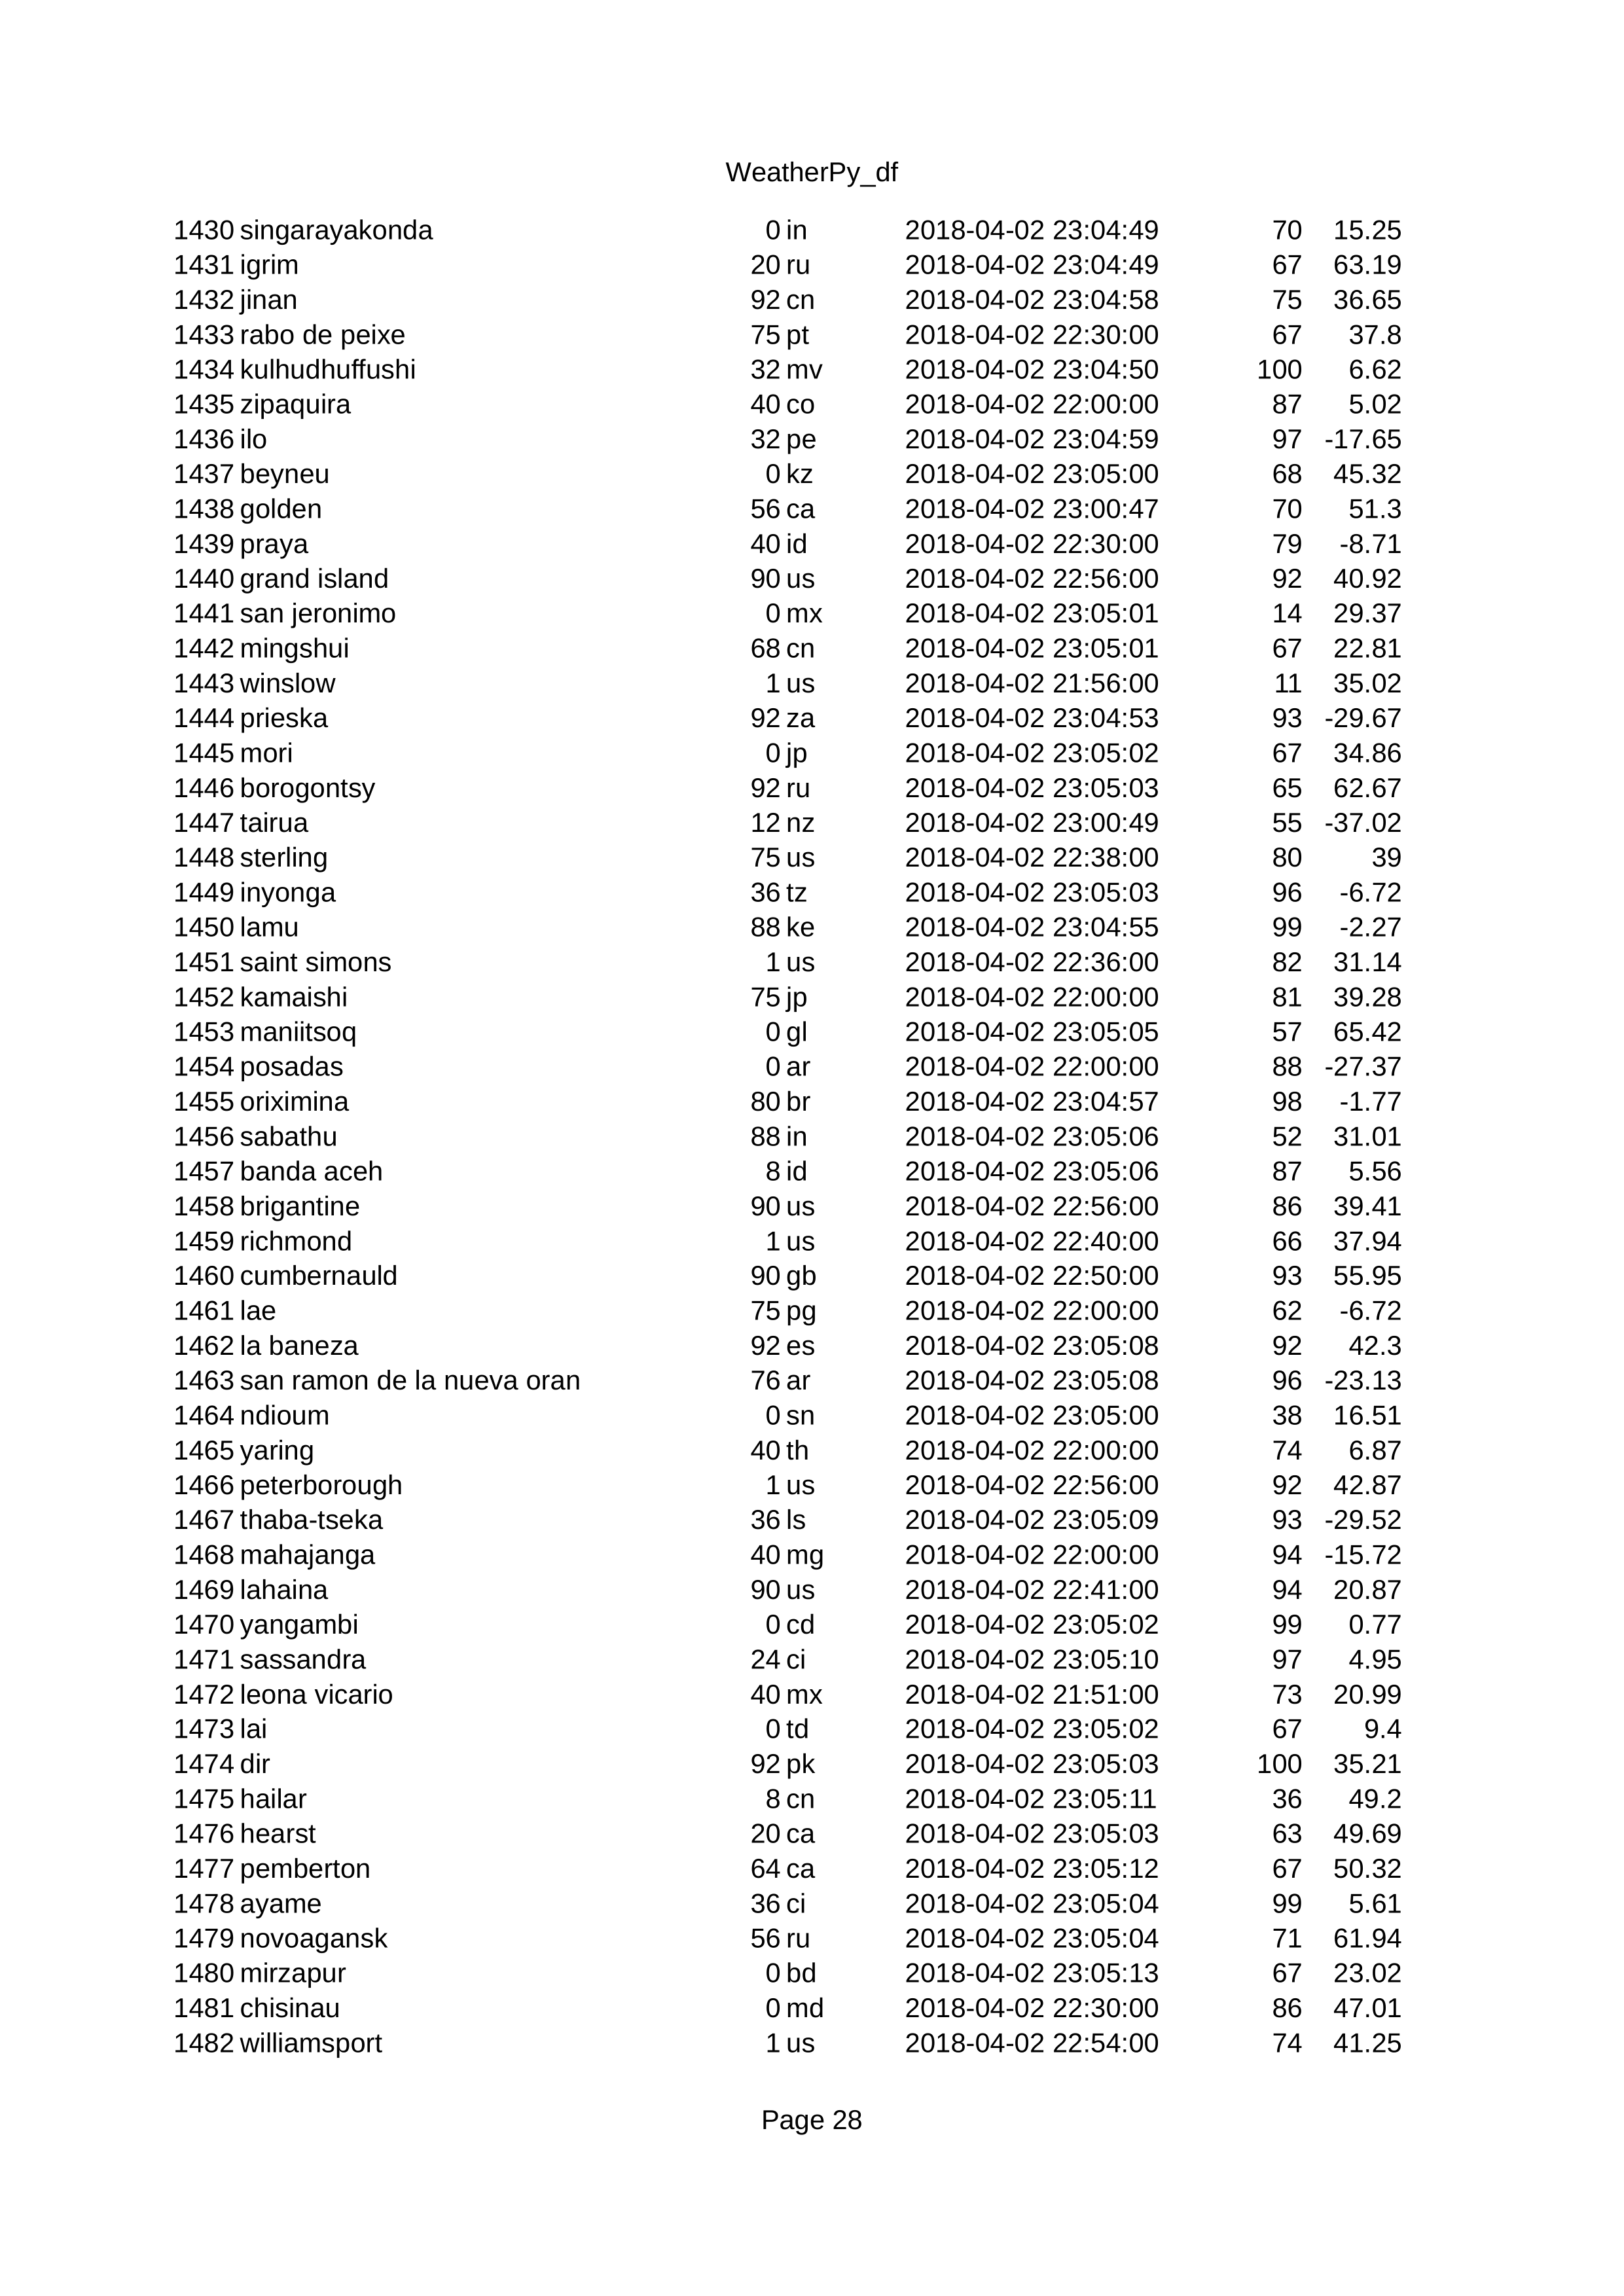 WeatherPy_df
1430 singarayakonda 0 in 2018-04-02 23:04:49 70 15.25
1431 igrim 20 ru 2018-04-02 23:04:49 67 63.19
1432 jinan 92 cn 2018-04-02 23:04:58 75 36.65
1433 rabo de peixe 75 pt 2018-04-02 22:30:00 67 37.8
1434 kulhudhuffushi 32 mv 2018-04-02 23:04:50 100 6.62
1435 zipaquira 40 co 2018-04-02 22:00:00 87 5.02
1436 ilo 32 pe 2018-04-02 23:04:59 97 -17.65
1437 beyneu 0 kz 2018-04-02 23:05:00 68 45.32
1438 golden 56 ca 2018-04-02 23:00:47 70 51.3
1439 praya 40 id 2018-04-02 22:30:00 79 -8.71
1440 grand island 90 us 2018-04-02 22:56:00 92 40.92
1441 san jeronimo 0 mx 2018-04-02 23:05:01 14 29.37
1442 mingshui 68 cn 2018-04-02 23:05:01 67 22.81
1443 winslow 1 us 2018-04-02 21:56:00 11 35.02
1444 prieska 92 za 2018-04-02 23:04:53 93 -29.67
1445 mori 0 jp 2018-04-02 23:05:02 67 34.86
1446 borogontsy 92 ru 2018-04-02 23:05:03 65 62.67
1447 tairua 12 nz 2018-04-02 23:00:49 55 -37.02
1448 sterling 75 us 2018-04-02 22:38:00 80 39
1449 inyonga 36 tz 2018-04-02 23:05:03 96 -6.72
1450 lamu 88 ke 2018-04-02 23:04:55 99 -2.27
1451 saint simons 1 us 2018-04-02 22:36:00 82 31.14
1452 kamaishi 75 jp 2018-04-02 22:00:00 81 39.28
1453 maniitsoq 0 gl 2018-04-02 23:05:05 57 65.42
1454 posadas 0 ar 2018-04-02 22:00:00 88 -27.37
1455 oriximina 80 br 2018-04-02 23:04:57 98 -1.77
1456 sabathu 88 in 2018-04-02 23:05:06 52 31.01
1457 banda aceh 8 id 2018-04-02 23:05:06 87 5.56
1458 brigantine 90 us 2018-04-02 22:56:00 86 39.41
1459 richmond 1 us 2018-04-02 22:40:00 66 37.94
1460 cumbernauld 90 gb 2018-04-02 22:50:00 93 55.95
1461 lae 75 pg 2018-04-02 22:00:00 62 -6.72
1462 la baneza 92 es 2018-04-02 23:05:08 92 42.3
1463 san ramon de la nueva oran 76 ar 2018-04-02 23:05:08 96 -23.13
1464 ndioum 0 sn 2018-04-02 23:05:00 38 16.51
1465 yaring 40 th 2018-04-02 22:00:00 74 6.87
1466 peterborough 1 us 2018-04-02 22:56:00 92 42.87
1467 thaba-tseka 36 ls 2018-04-02 23:05:09 93 -29.52
1468 mahajanga 40 mg 2018-04-02 22:00:00 94 -15.72
1469 lahaina 90 us 2018-04-02 22:41:00 94 20.87
1470 yangambi 0 cd 2018-04-02 23:05:02 99 0.77
1471 sassandra 24 ci 2018-04-02 23:05:10 97 4.95
1472 leona vicario 40 mx 2018-04-02 21:51:00 73 20.99
1473 lai 0 td 2018-04-02 23:05:02 67 9.4
1474 dir 92 pk 2018-04-02 23:05:03 100 35.21
1475 hailar 8 cn 2018-04-02 23:05:11 36 49.2
1476 hearst 20 ca 2018-04-02 23:05:03 63 49.69
1477 pemberton 64 ca 2018-04-02 23:05:12 67 50.32
1478 ayame 36 ci 2018-04-02 23:05:04 99 5.61
1479 novoagansk 56 ru 2018-04-02 23:05:04 71 61.94
1480 mirzapur 0 bd 2018-04-02 23:05:13 67 23.02
1481 chisinau 0 md 2018-04-02 22:30:00 86 47.01
1482 williamsport 1 us 2018-04-02 22:54:00 74 41.25
Page 28